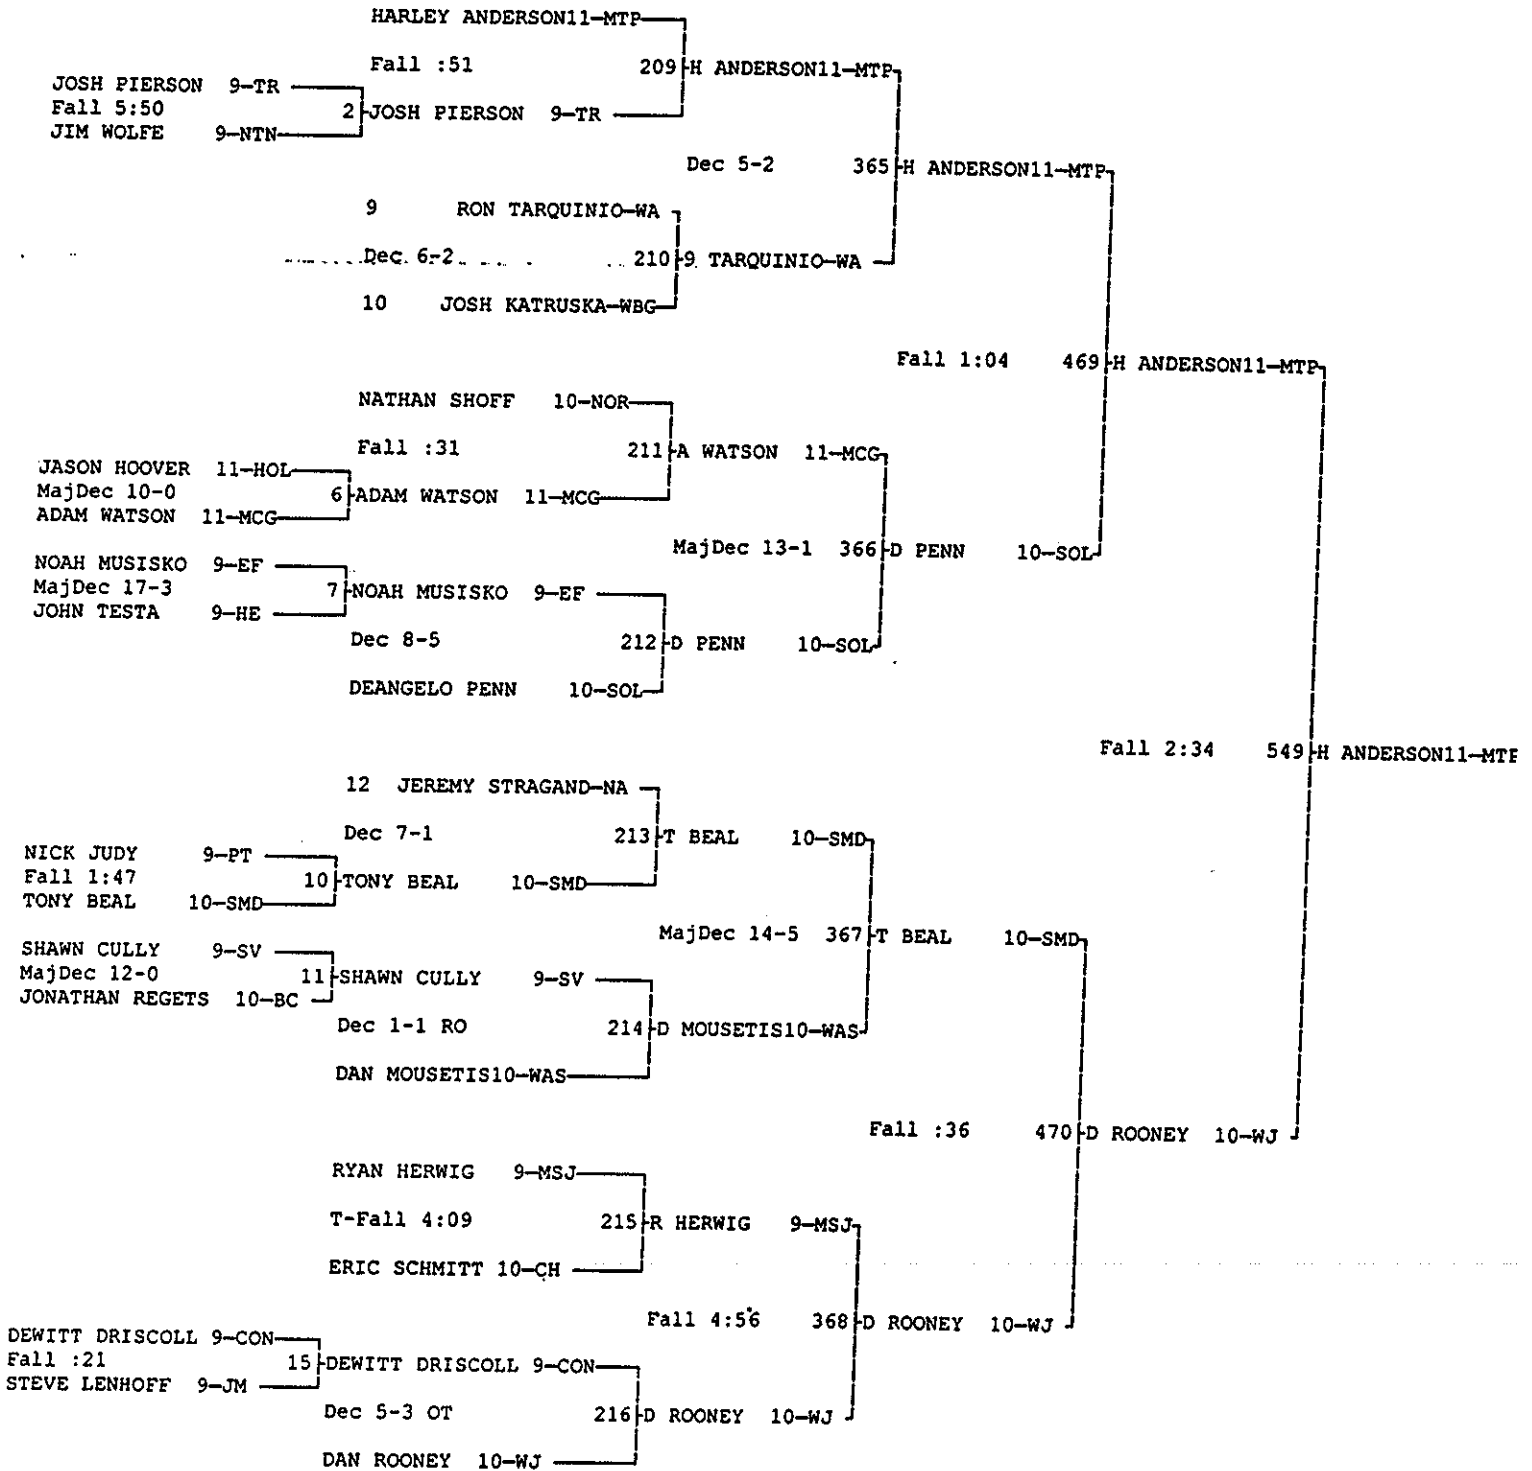 HARLEY ANDERSON11-MTP
Fall :51 209 H ANDERSON11-MTP
JOSH PIERSON 9-TR
Fall 5:50 2 JOSH PIERSON 9-TR
JIM WOLFE 9-NTN
Dec 5-2 365 H ANDERSON11-MTP
9 RON TARQUINIO-WA
Dec 6-2 210 9 TARQUINIO-WA
10 JOSH KATRUSKA-WBG
Fall 1:04 469 H ANDERSON11-MTP
NATHAN SHOFF 10-NOR
Fall :31 211 A WATSON 11-MCG
JASON HOOVER 11-HOL
MajDec 10-0 6 ADAM WATSON 11-MCG
ADAM WATSON 11-MCG
MajDec 13-1 366 D PENN 10-SOL
NOAH MUSISKO 9-EF
MajDec 17-3 7 NOAH MUSISKO 9-EF
JOHN TESTA 9-HE
Dec 8-5 212 D PENN 10-SOL
DEANGELO PENN 10-SOL
Fall 2:34 549 H ANDERSON11-MTP
12 JEREMY STRAGAND-NA
Dec 7-1 213 T BEAL 10-SMD
NICK JUDY 9-PT
Fall 1:47 10 TONY BEAL 10-SMD
TONY BEAL 10-SMD
MajDec 14-5 367 T BEAL 10-SMD
SHAWN CULLY 9-SV
MajDec 12-0 11 SHAWN CULLY 9-SV
JONATHAN REGETS 10-BC
Dec 1-1 RO 214 D MOUSETIS10-WAS
DAN MOUSETIS10-WAS
Fall :36 470 D ROONEY 10-WJ
RYAN HERWIG 9-MSJ
T-Fall 4:09 215 R HERWIG 9-MSJ
ERIC SCHMITT 10-CH
Fall 4:56 368 D ROONEY 10-WJ
DEWITT DRISCOLL 9-CON
Fall :21 15 DEWITT DRISCOLL 9-CON
STEVE LENHOFF 9-JM
Dec 5-3 OT 216 D ROONEY 10-WJ
DAN ROONEY 10-WJ